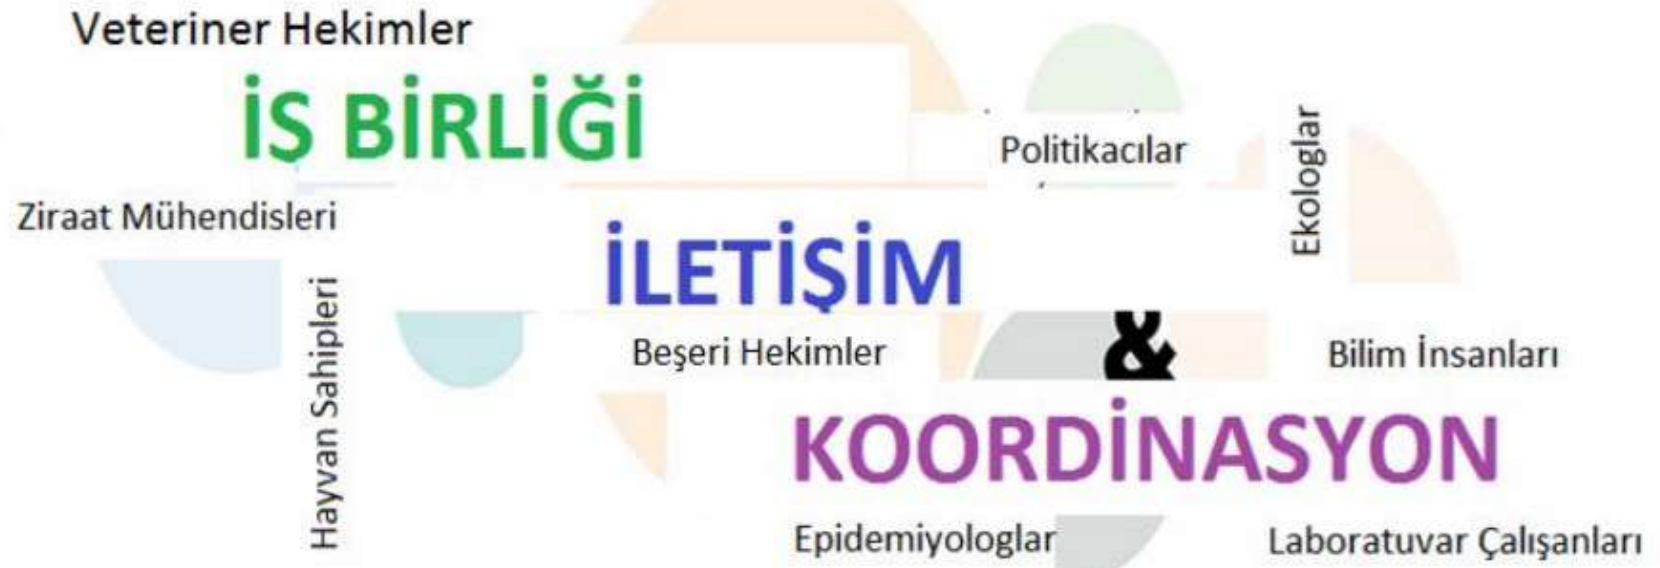 Veteriner Hekimler
İŞ BİRLİĞİ
Politikacılar
Ekologlar
Ziraat Mühendisleri
İLETİŞİM
Hayvan Sahipleri
Beşeri Hekimler
&
Bilim İnsanları
KOORDİNASYON
Epidemiyologlar
Laboratuvar Çalışanları